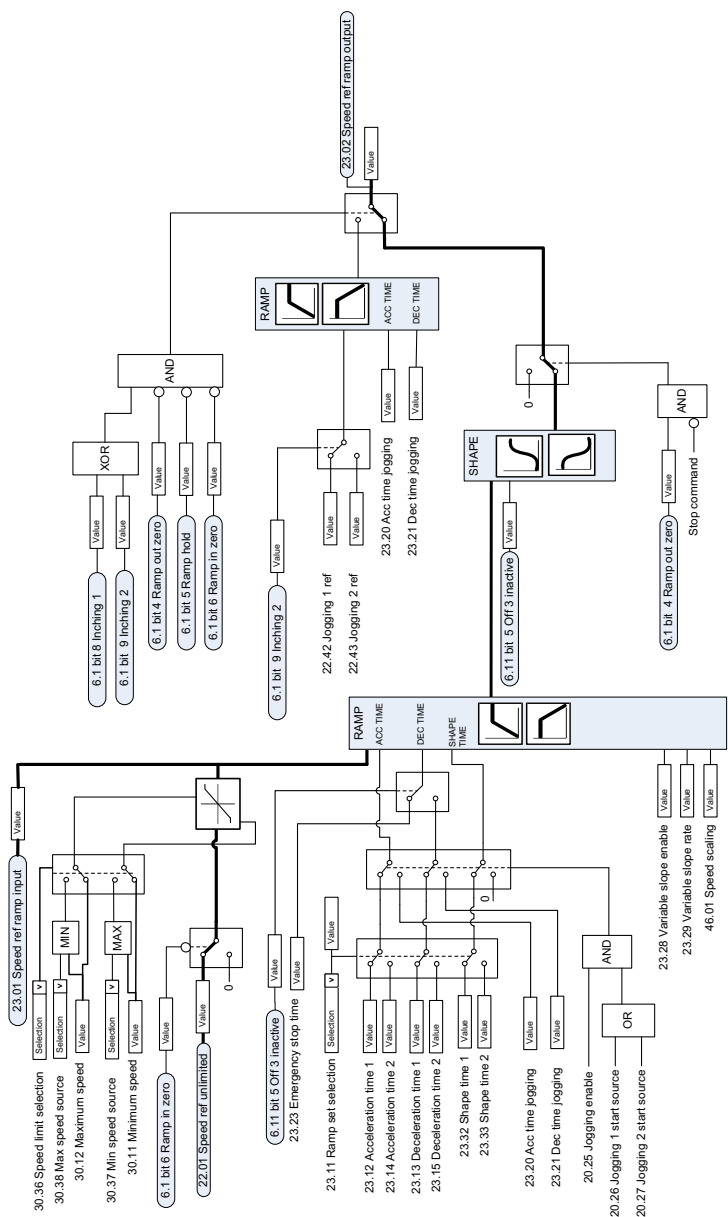 23.01 Speed ref ramp input
Value
30.36 Speed limit selection
Selection
v
30.38 Max speed source
Selection
v
30.12 Maximum speed
Value
MIN
30.37 Min speed source
Selection
v
30.11 Minimum speed
Value
MAX
6.1 bit 6 Ramp in zero
Value
22.01 Speed ref unlimited
Value
0
6.11 bit 5 Off 3 inactive
Value
23.23 Emergency stop time
Value
23.11 Ramp set selection
Selection
v
Value
23.12 Acceleration time 1
Value
23.14 Acceleration time 2
Value
23.13 Deceleration time 1
Value
23.15 Deceleration time 2
Value
23.32 Shape time 1
Value
23.33 Shape time 2
Value
0
23.20 Acc time jogging
Value
23.21 Dec time jogging
Value
20.25 Jogging enable
AND
20.26 Jogging 1 start source
20.27 Jogging 2 start source
OR
23.28 Variable slope enable
Value
23.29 Variable slope rate
Value
46.01 Speed scaling
Value
RAMP
ACC TIME
DEC TIME
SHAPE
TIME
6.1 bit 8 Inching 1
Value
6.1 bit 9 Inching 2
Value
XOR
6.1 bit 4 Ramp out zero
Value
6.1 bit 5 Ramp hold
Value
6.1 bit 6 Ramp in zero
Value
AND
6.1 bit 9 Inching 2
Value
22.42 Jogging 1 ref
Value
22.43 Jogging 2 ref
Value
23.20 Acc time jogging
Value
23.21 Dec time jogging
Value
RAMP
ACC TIME
DEC TIME
6.11 bit 5 Off 3 inactive
Value
SHAPE
0
6.1 bit 4 Ramp out zero
Value
Stop command
AND
23.02 Speed ref ramp output
Value